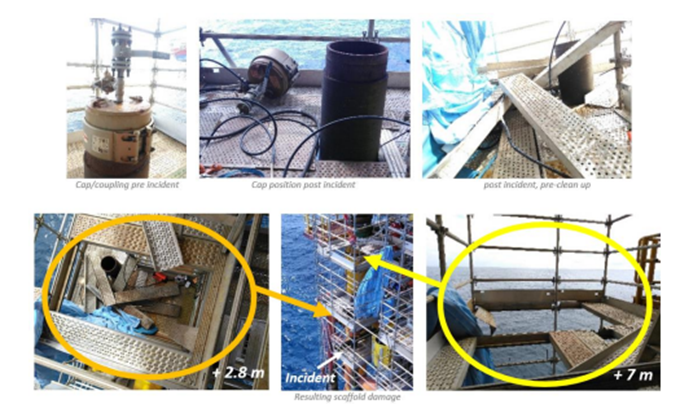 Cap/coupling pre incident
Cap position post incident
post incident, pre-clean up
+ 2.8 m
Incident
+ 7 m
Resulting scaffold damage